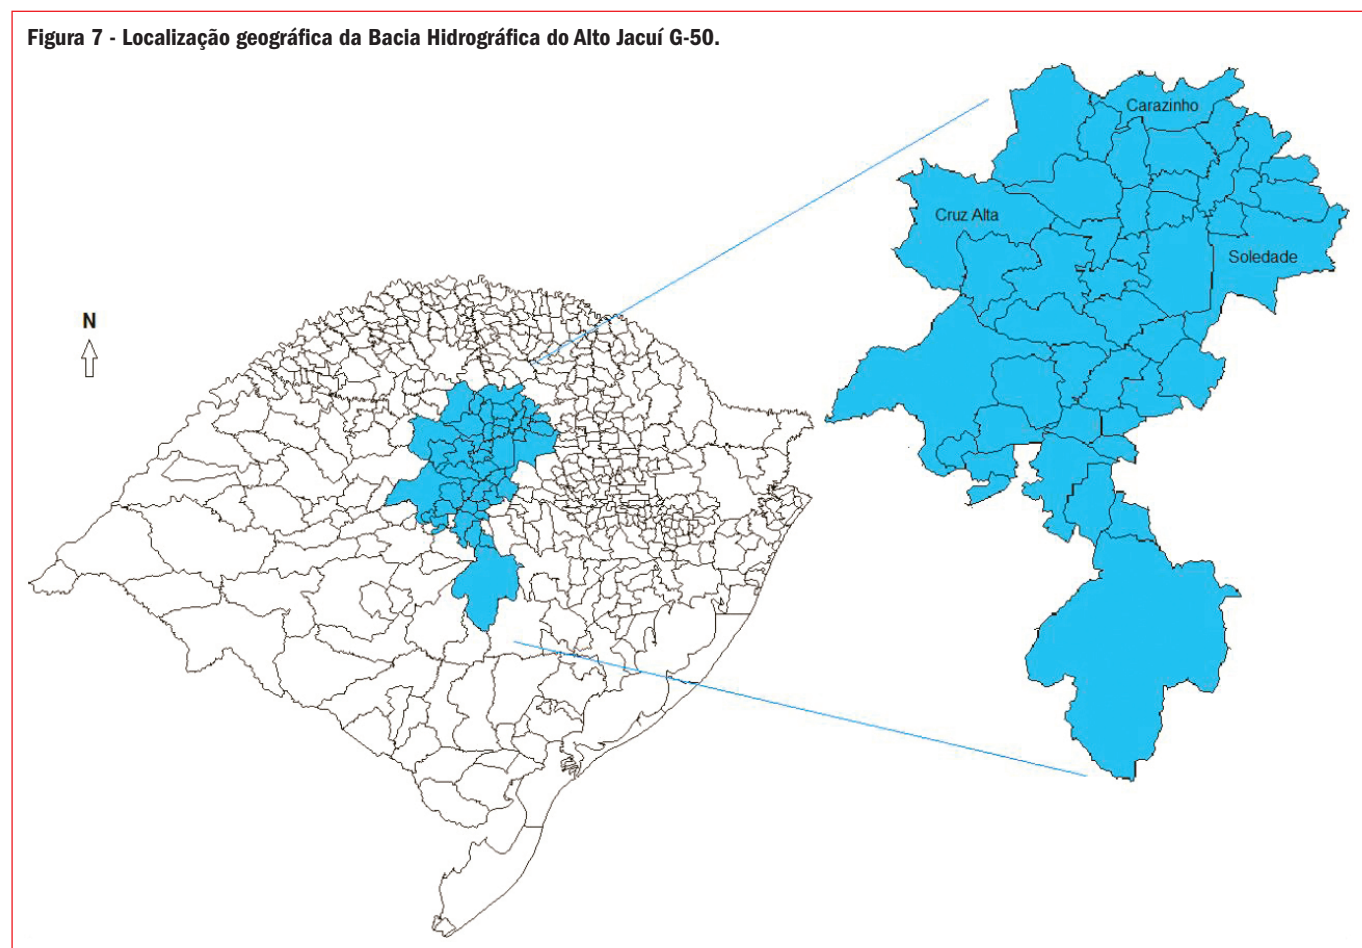 Figura 7 - Localização geográfica da Bacia Hidrográfica do Alto Jacuí G-50.
Carazinho
Cruz Alta
Soledade
N